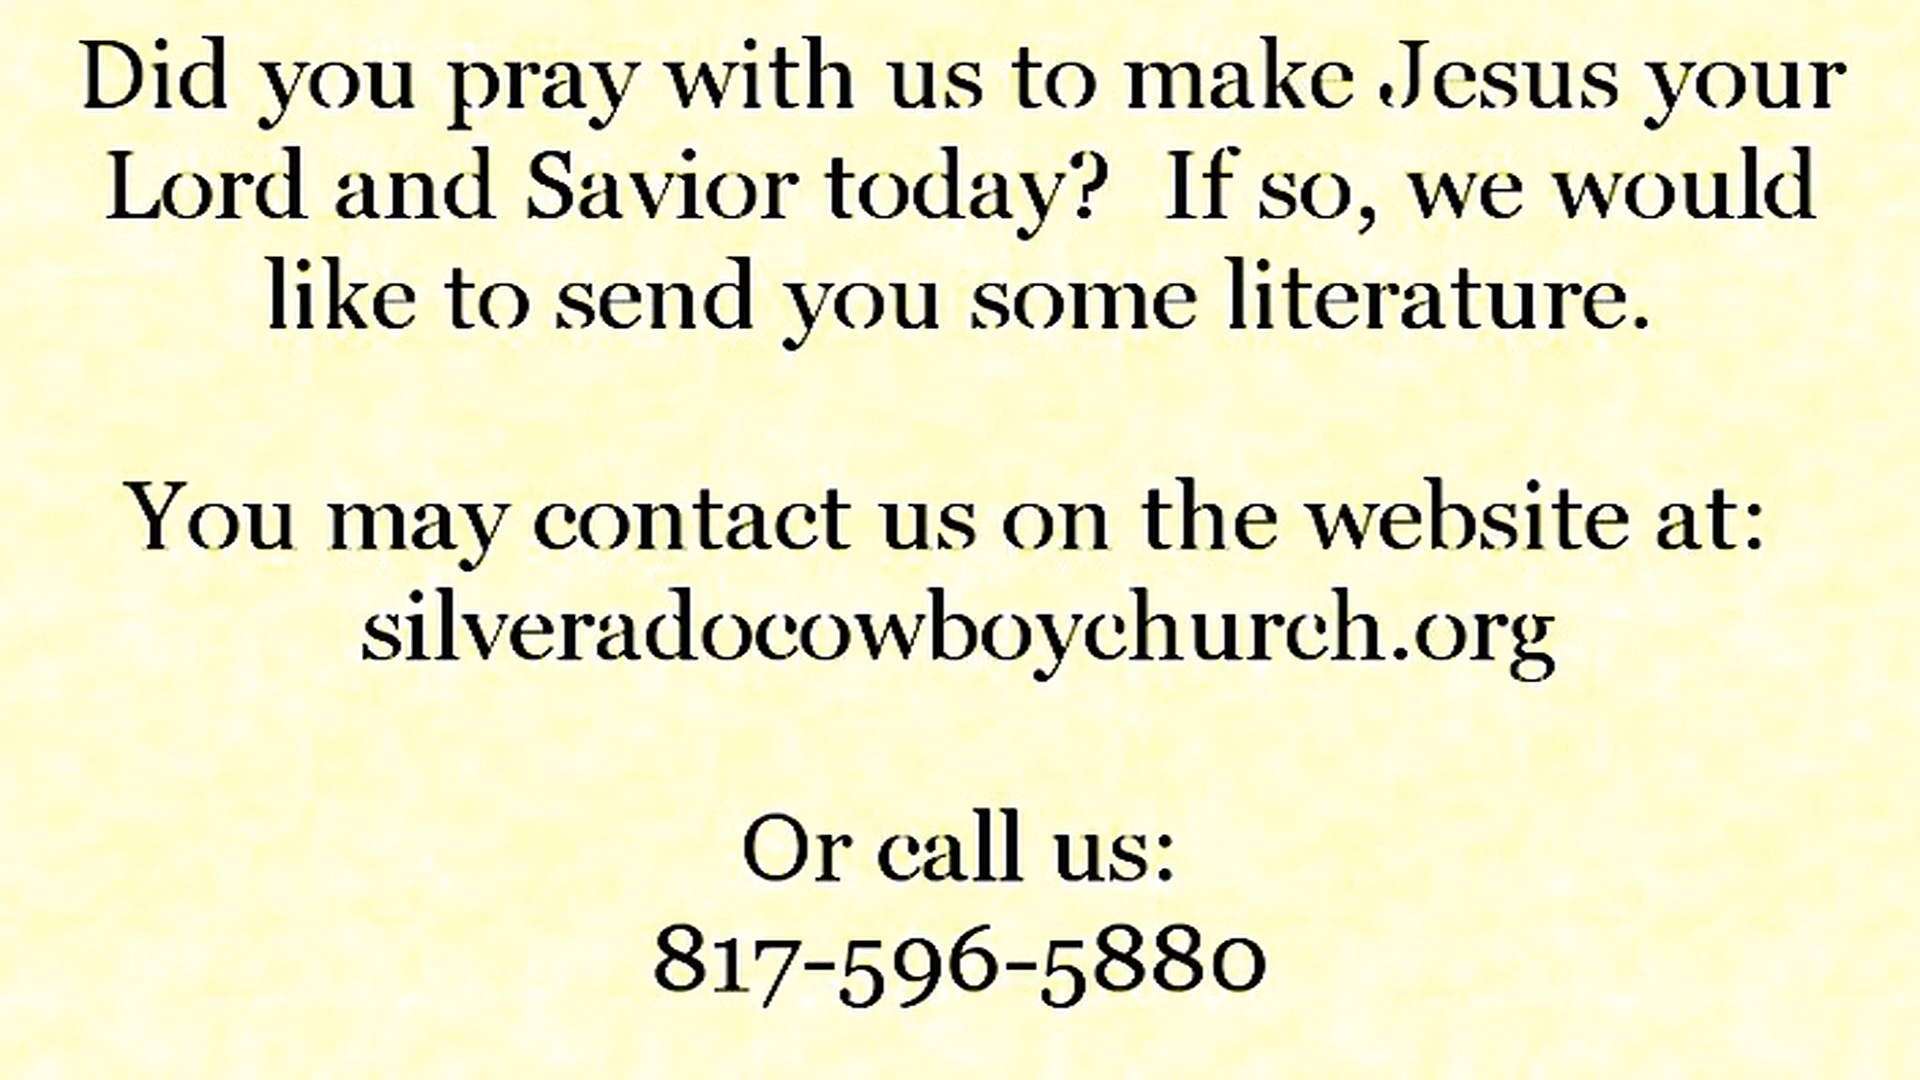 Did you pray with us to make Jesus your
Lord and Savior today?  If so, we would
like to send you some literature.
You may contact us on the website at:
silveradocowboychurch.org
Or call us:
817-596-5880